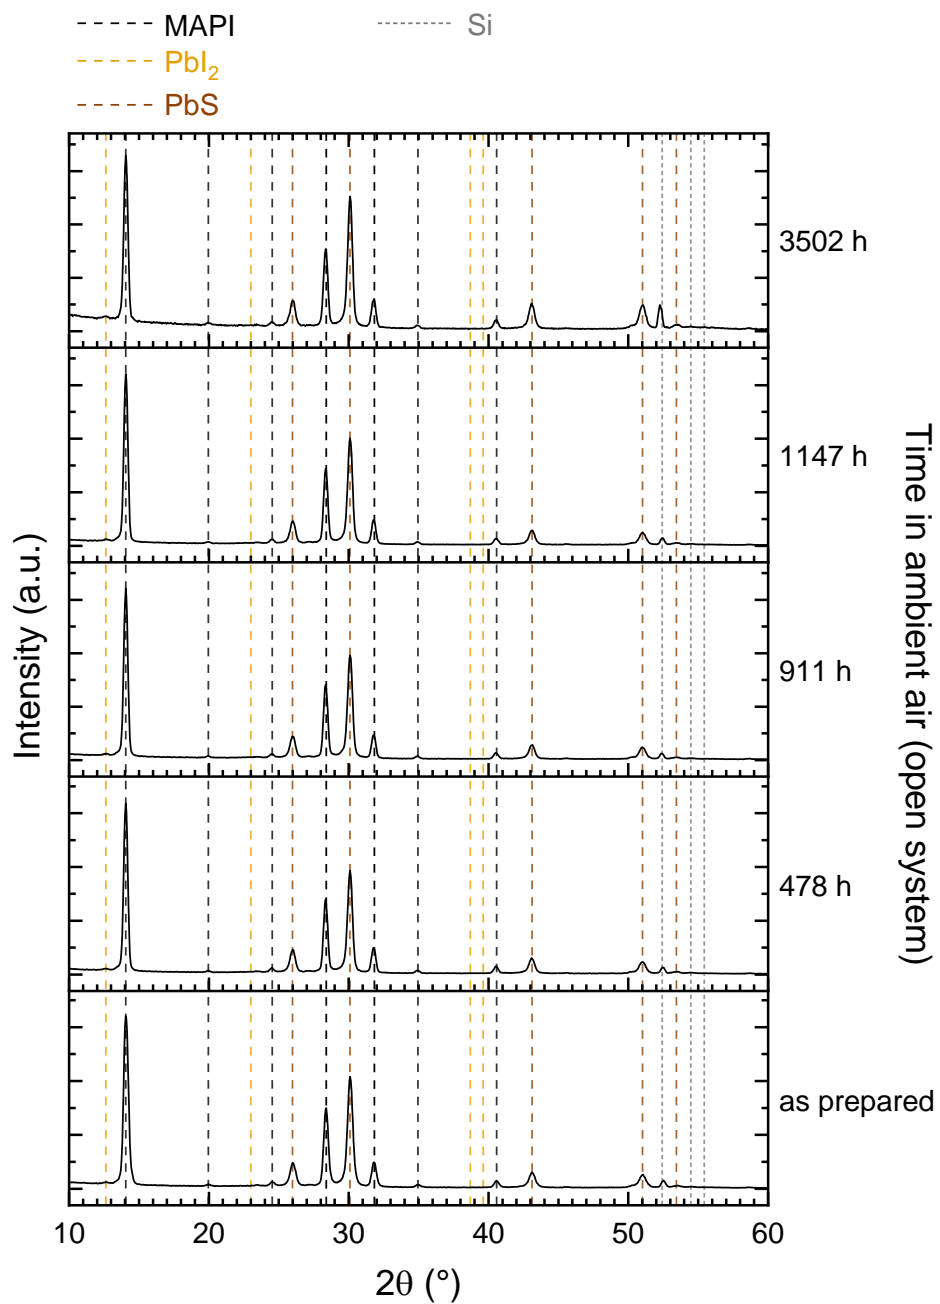 MAPI
Si
PbI₂
PbS
3502 h
1147 h
911 h
478 h
as prepared
Intensity (a.u.)
Time in ambient air (open system)
10 20 30 40 50 60
2θ (°)